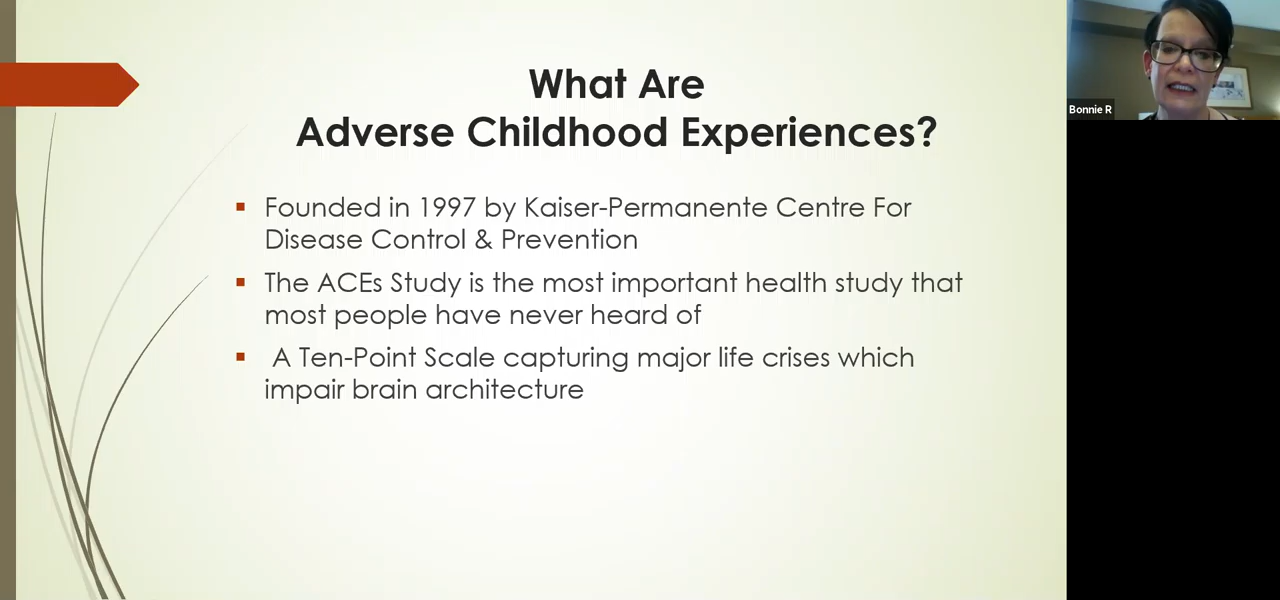 What Are
Adverse Childhood Experiences?
▪ Founded in 1997 by Kaiser-Permanente Centre For
Disease Control & Prevention
▪ The ACEs Study is the most important health study that
most people have never heard of
▪ A Ten-Point Scale capturing major life crises which
impair brain architecture
Bonnie R